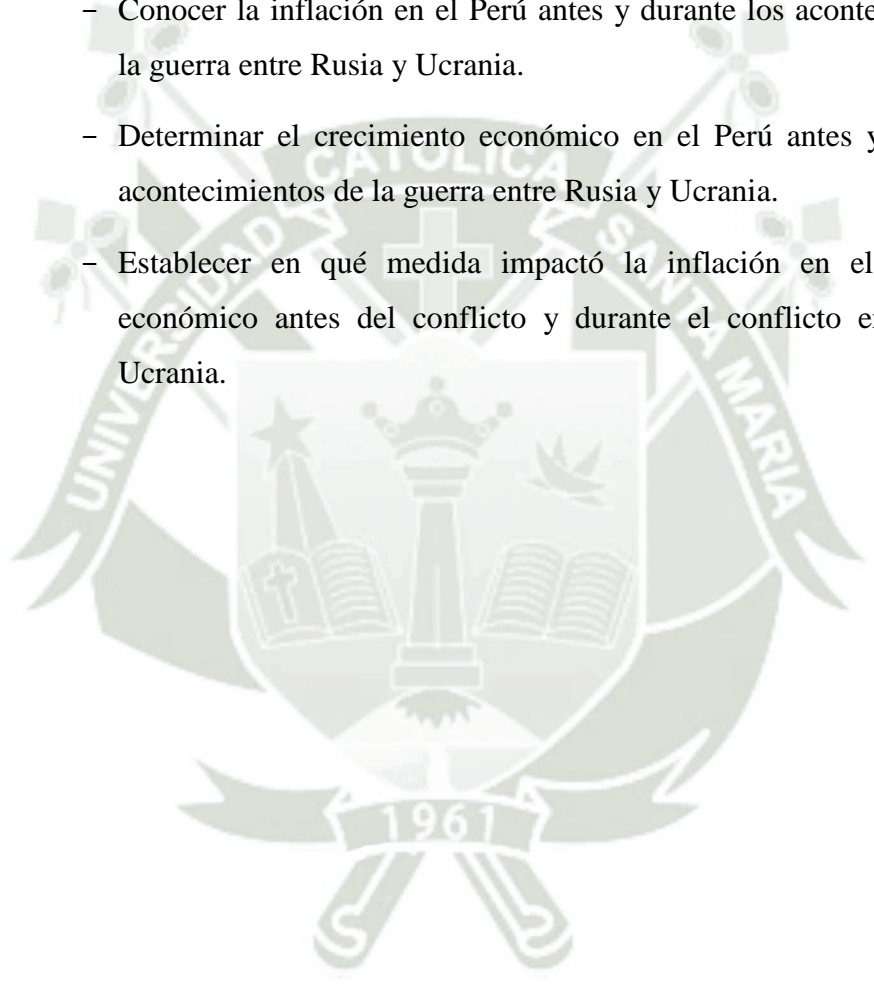 – Conocer la inflación en el Perú antes y durante los aconte
la guerra entre Rusia y Ucrania.
– Determinar el crecimiento económico en el Perú antes y
acontecimientos de la guerra entre Rusia y Ucrania.
– Establecer en qué medida impactó la inflación en el
económico antes del conflicto y durante el conflicto e
Ucrania.
UNIVERSIDAD CATOLICA SANTA MARIA
1961